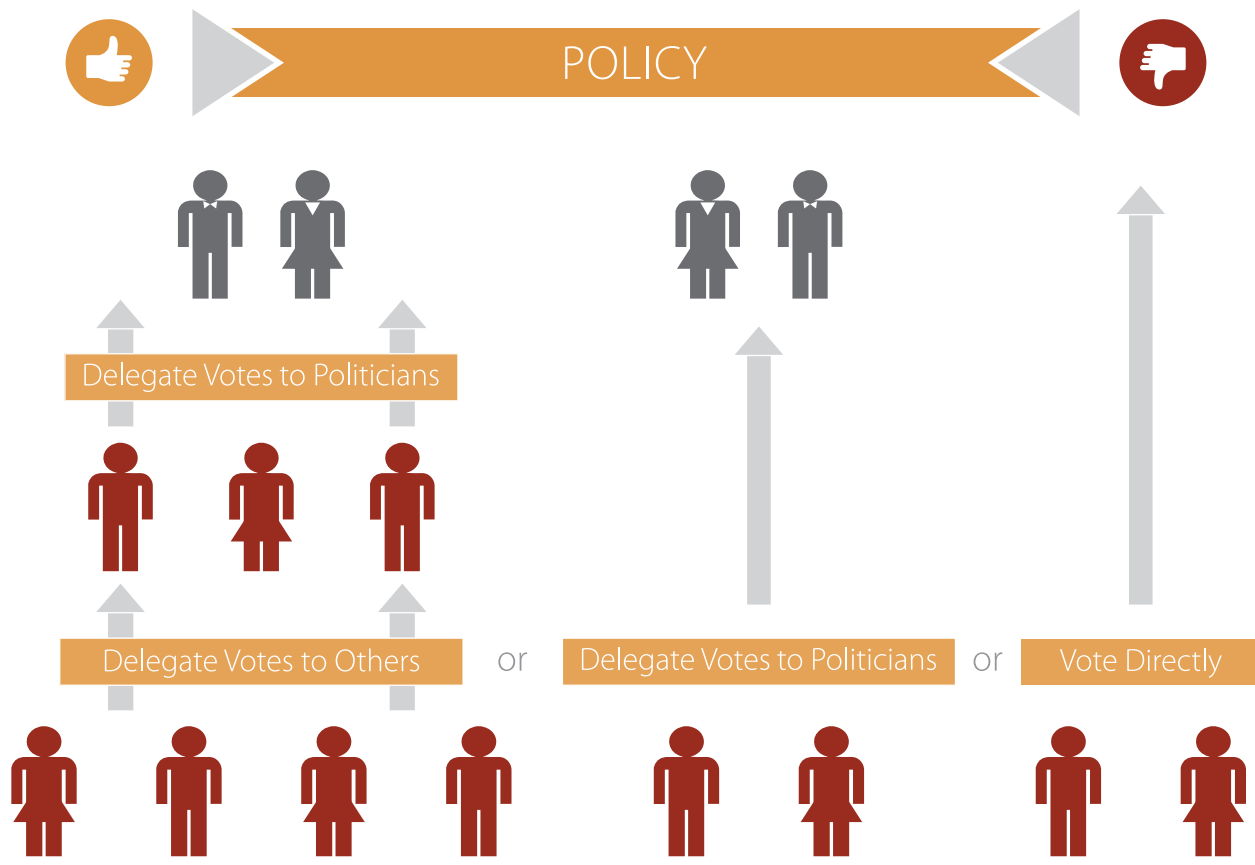 POLICY
Delegate Votes to Politicians
Delegate Votes to Others
or
Delegate Votes to Politicians
or
Vote Directly